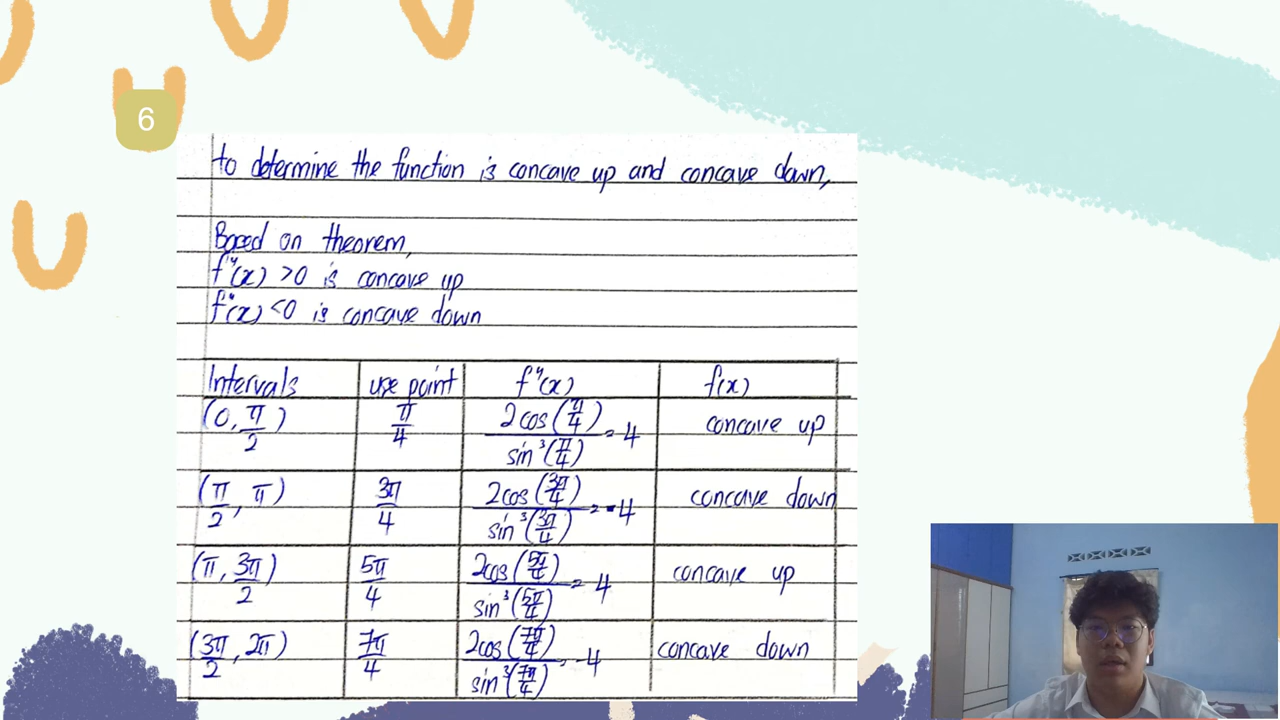 6
to determine the function is concave up and concave down,
Based on theorem,
f"(x) >0 is concave up
f"(x) <0 is concave down
Intervals use point f"(x) f(x)
(0, π/2) π/4 2cos(π/4)/sin³(π/4) = 4 concave up
(π/2, π) 3π/4 2cos(3π/4)/sin³(3π/4) = -4 concave down
(π, 3π/2) 5π/4 2cos(5π/4)/sin³(5π/4) = 4 concave up
(3π/2, 2π) 7π/4 2cos(7π/4)/sin³(7π/4) = -4 concave down